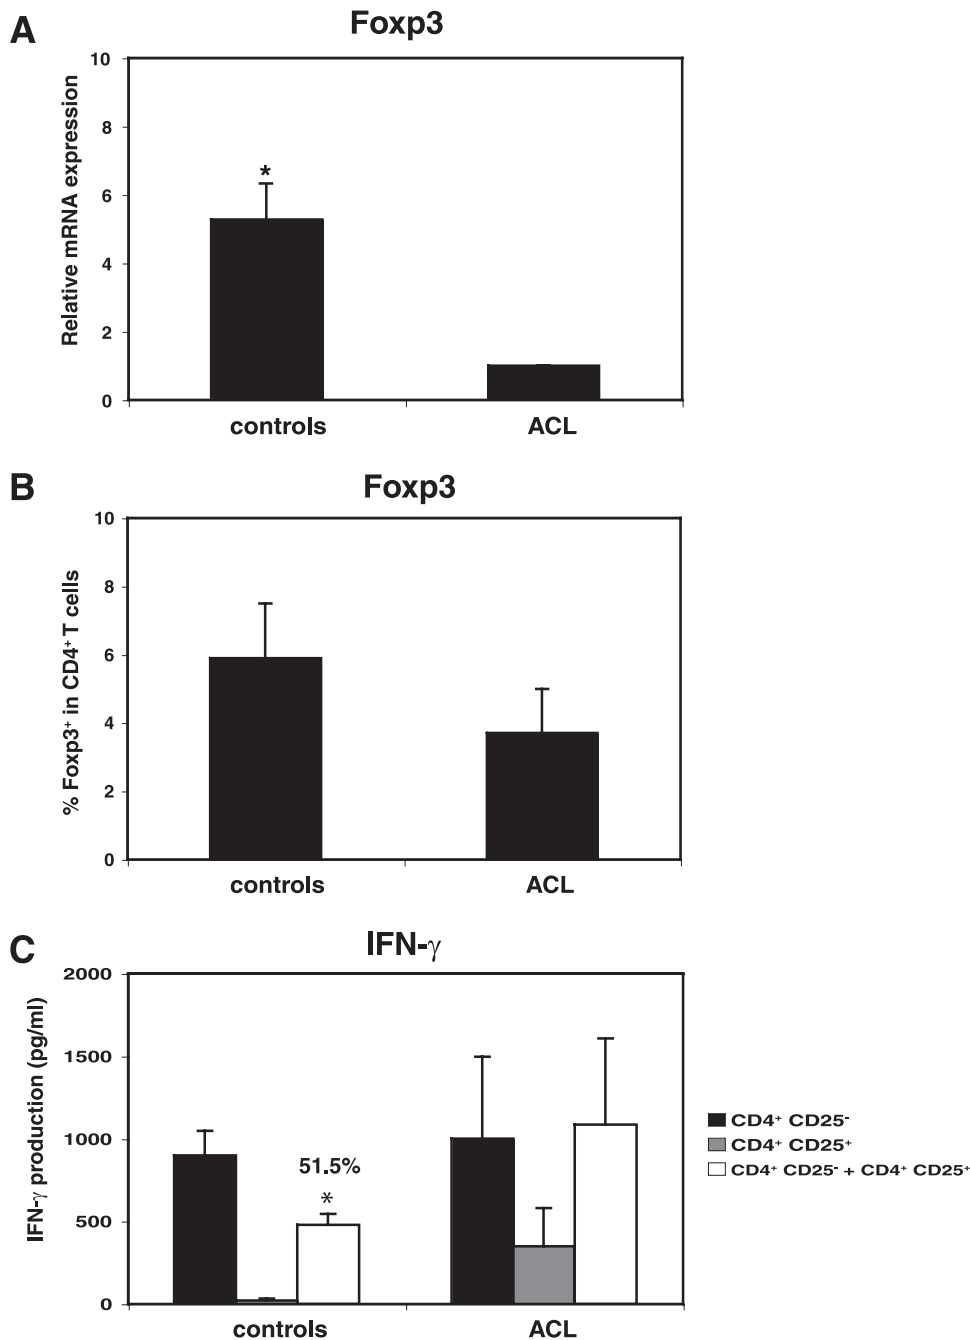 A
Foxp3
Relative mRNA expression
10
8
6
4
2
0
*
controls
ACL
B
Foxp3
% Foxp3⁺ in CD4⁺ T cells
10
8
6
4
2
0
controls
ACL
C
IFN-γ
IFN-γ production (pg/ml)
2000
1500
1000
500
0
51.5%
*
controls
ACL
CD4⁺ CD25⁻
CD4⁺ CD25⁺
CD4⁺ CD25⁻ + CD4⁺ CD25⁺